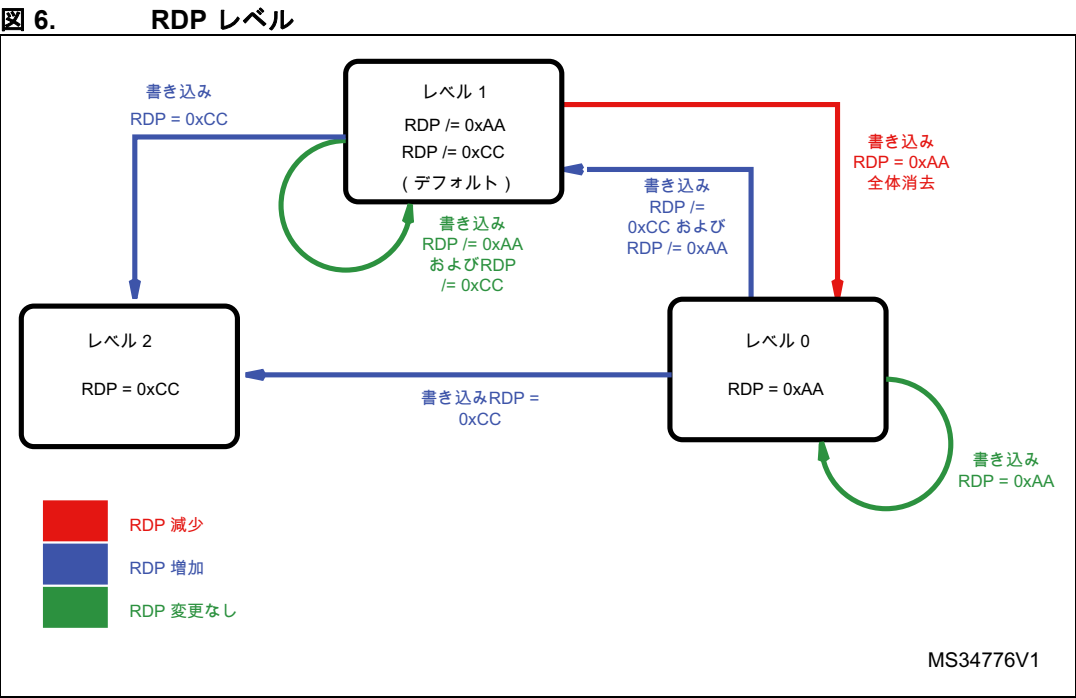 図 6. RDP レベル
書き込み
RDP = 0xCC
レベル 1
RDP /= 0xAA
RDP /= 0xCC
( デフォルト )
書き込み
RDP = 0xAA
全体消去
書き込み
RDP /=
0xCC および
RDP /= 0xAA
書き込み
RDP /= 0xAA
およびRDP
/= 0xCC
レベル 2
RDP = 0xCC
レベル 0
RDP = 0xAA
書き込みRDP =
0xCC
書き込み
RDP = 0xAA
RDP 減少
RDP 増加
RDP 変更なし
MS34776V1